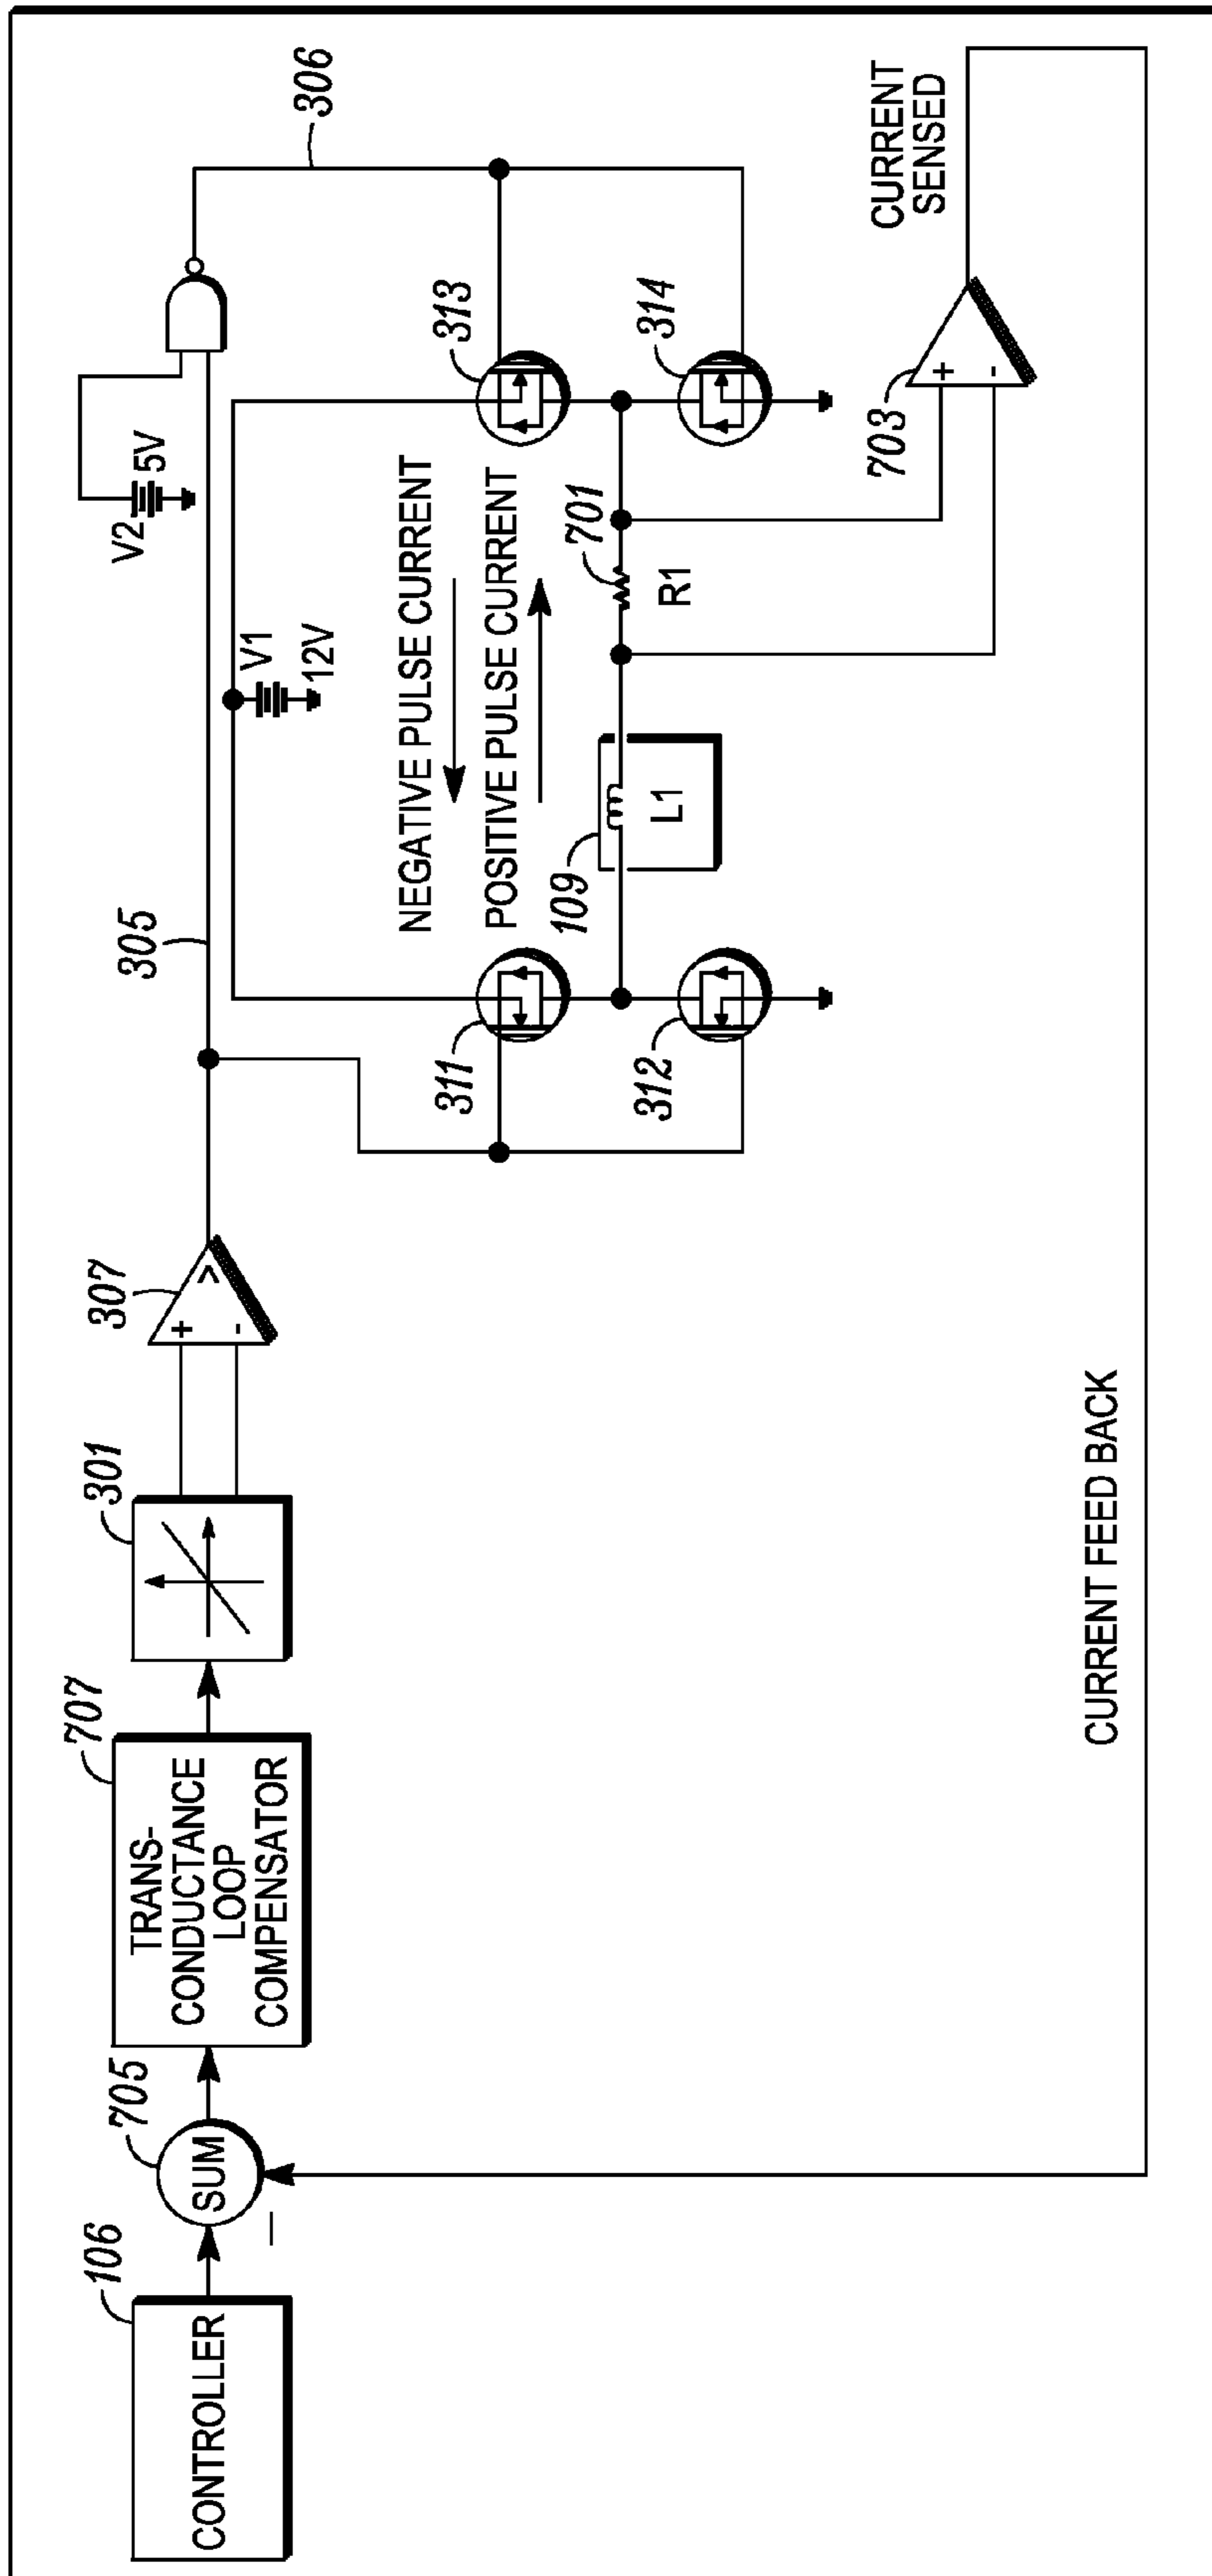 106
CONTROLLER
705
SUM
—
707
TRANS-
CONDUCTANCE
LOOP
COMPENSATOR
301
307
+
-
>
305
V2
5V
306
V1
12V
311
312
313
314
NEGATIVE PULSE CURRENT
POSITIVE PULSE CURRENT
109
L1
701
R1
703
+
-
CURRENT
SENSED
CURRENT FEED BACK